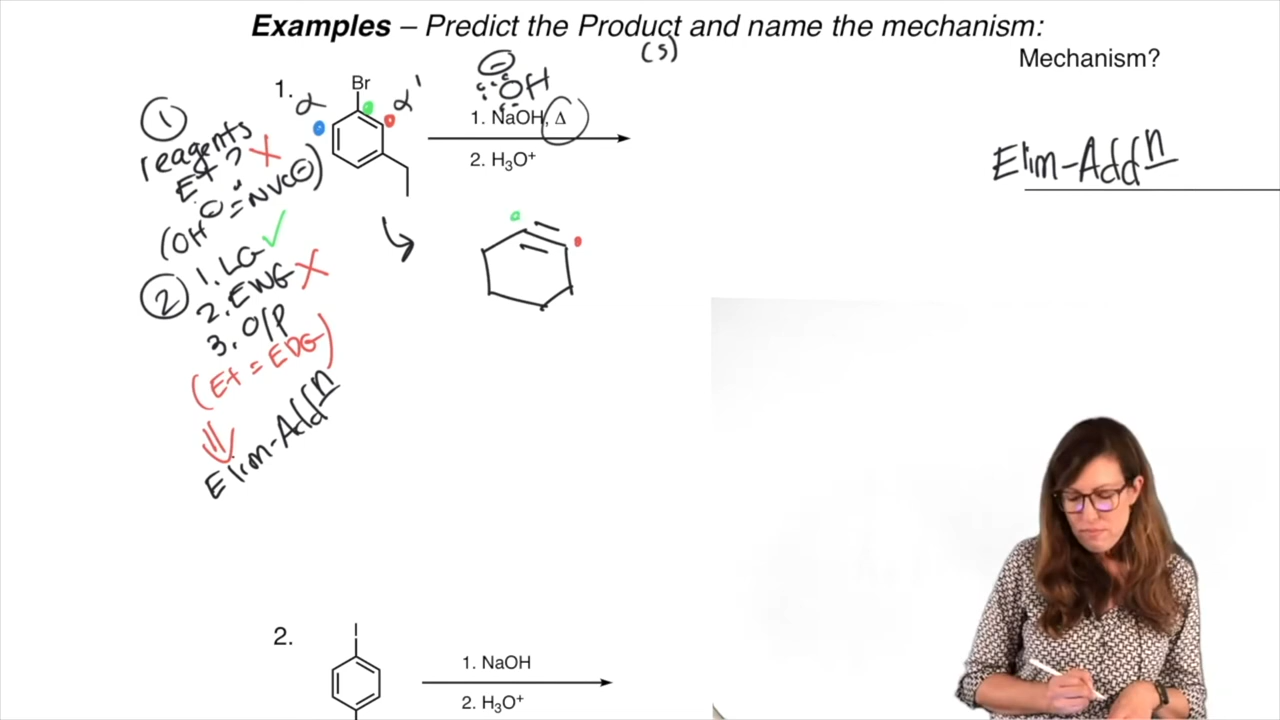 Examples – Predict the Product and name the mechanism:
(s)
Mechanism?
1.
Br
α
α'
⊖
:OH
1. NaOH, Δ
2. H₃O⁺
Elim-Addⁿ
①
reagents
E+? X
(OH⊖ = Nuc⊖)
② 1. LG ✓
2. EWG X
3. O/P
(Et = EDG)
⇓
Elim-Addⁿ
2.
I
1. NaOH
2. H₃O⁺